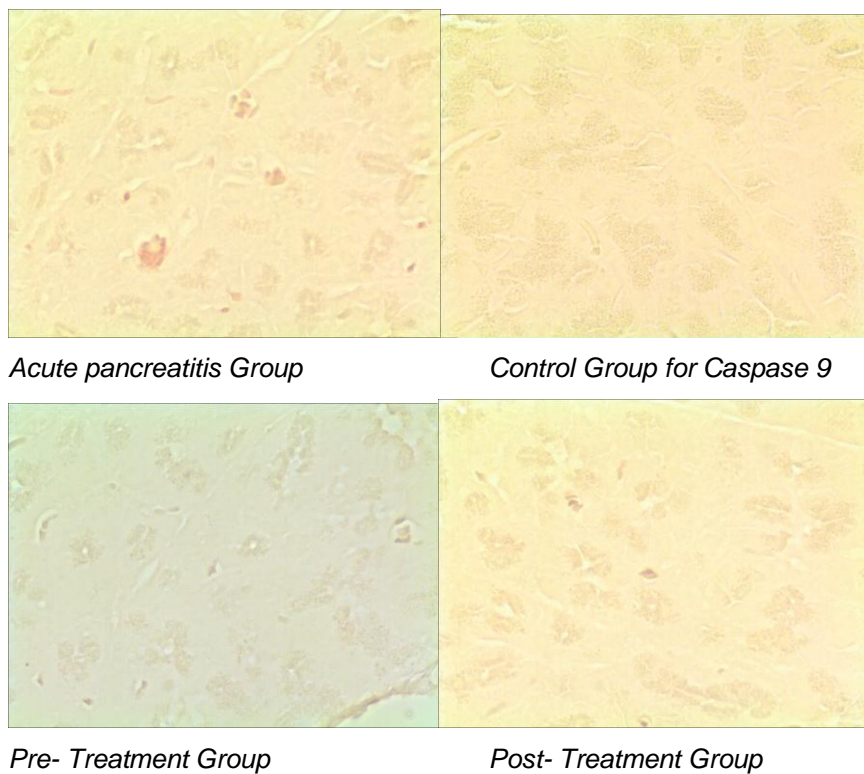 Acute pancreatitis Group
Control Group for Caspase 9
Pre- Treatment Group
Post- Treatment Group